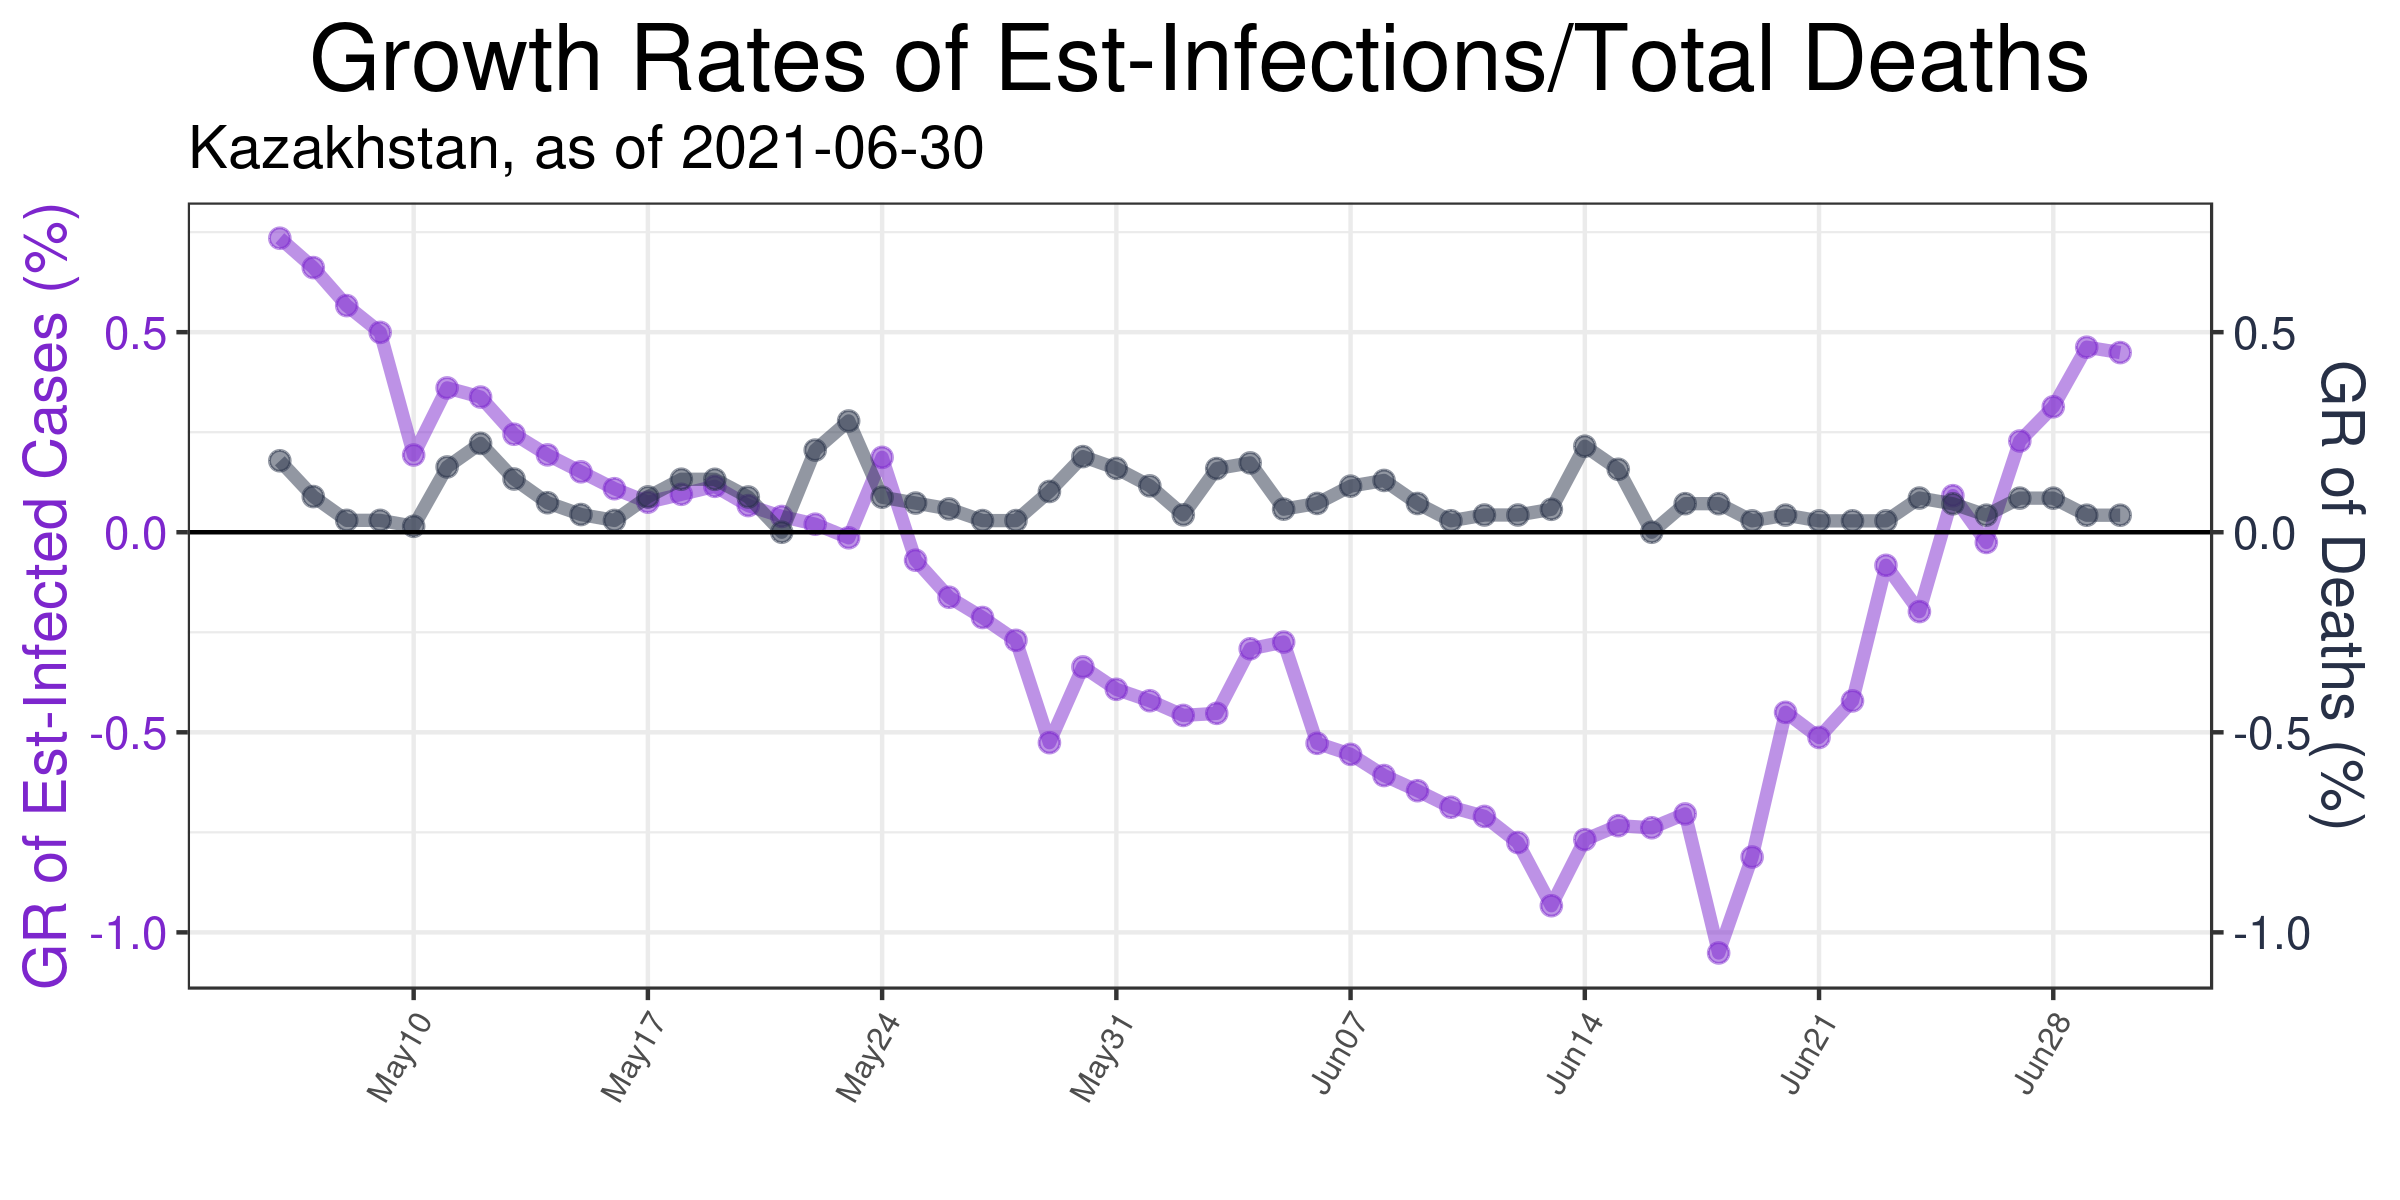 Growth Rates of Est-Infections/Total Deaths
Kazakhstan, as of 2021-06-30
GR of Est-Infected Cases (%)
0.5
0.0
-0.5
-1.0
0.5
0.0
-0.5
-1.0
GR of Deaths (%)
May10
May17
May24
May31
Jun07
Jun14
Jun21
Jun28